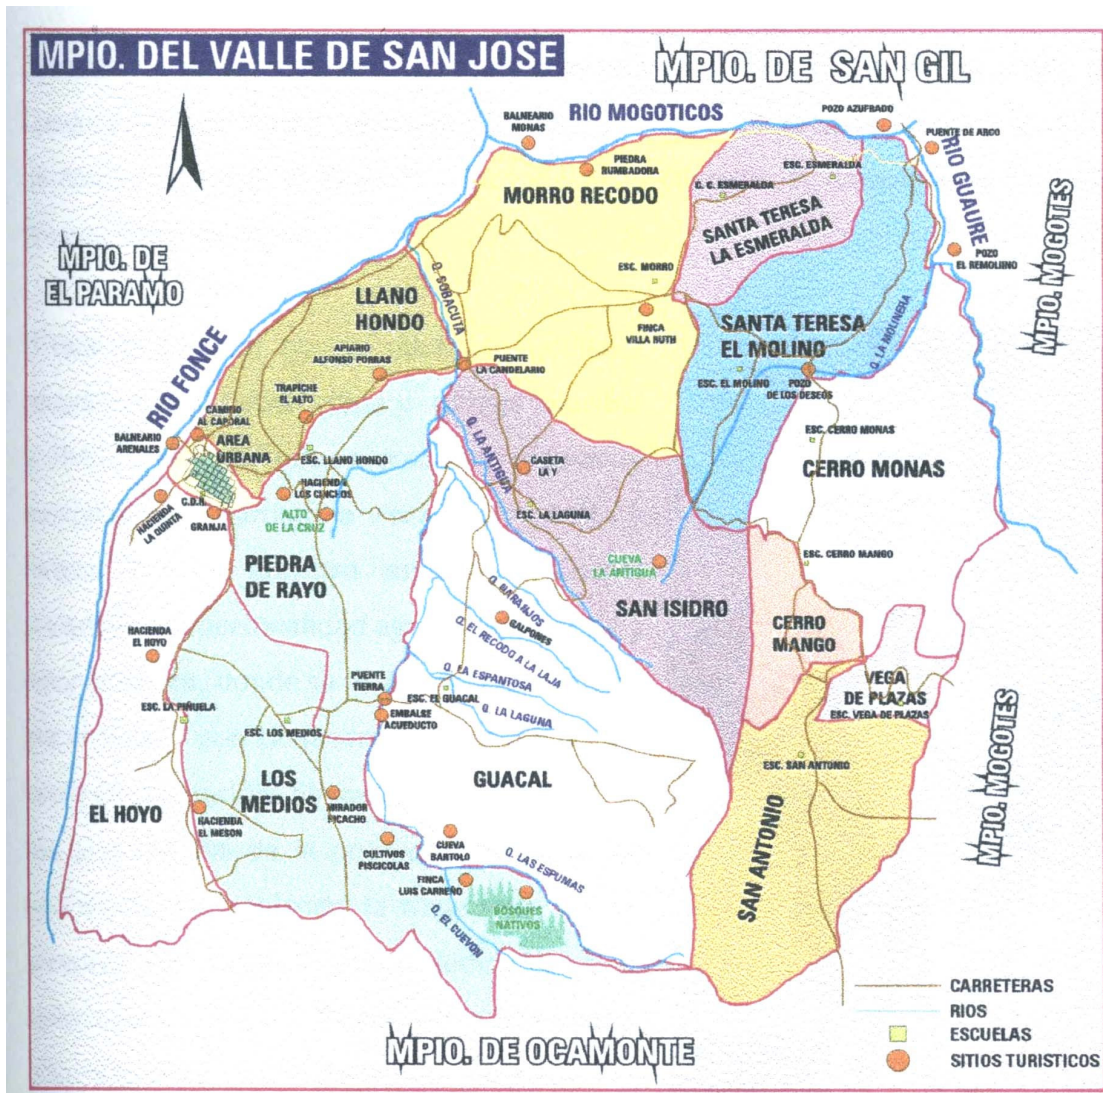 MPIO. DEL VALLE DE SAN JOSE
MPIO. DE SAN GIL
RIO MOGOTICOS
BALNEARIO
MONAS
POZO AZUFRADO
PUENTE DE ARCO
RIO GUAURE
PIEDRA
RUMBADORA
ESC. ESMERALDA
C. C. ESMERALDA
MORRO RECODO
SANTA TERESA
LA ESMERALDA
MPIO. MOGOTES
MPIO. DE
EL PARAMO
POZO
EL REMOLINO
Q. SOBACUTA
ESC. MORRO
LLANO
HONDO
FINCA
VILLA RUTH
SANTA TERESA
EL MOLINO
Q. LA MOLINERA
APIARIO
ALFONSO PORRAS
PUENTE
LA CANDELARIO
RIO FONCE
TRAPICHE
EL ALTO
ESC. EL MOLINO
POZO
DE LOS DESEOS
CAMINO
AL CAPORAL
BALNEARIO
ARENALES
AREA
URBANA
ESC. LLANO HONDO
Q. LA ANTIGUA
CASETA
LA Y
ESC. CERRO MONAS
CERRO MONAS
HACIENDA
LOS CINCHOS
C.D.R.
HACIENDA
LA QUINTA
GRANJA
ALTO
DE LA CRUZ
ESC. LA LAGUNA
PIEDRA
DE RAYO
CUEVA
LA ANTIGUA
ESC. CERRO MANGO
Q. NARANJOS
SAN ISIDRO
GALPONES
CERRO
MANGO
HACIENDA
EL HOYO
Q. EL RECODO A LA LAJA
Q. LA ESPANTOSA
PUENTE
TIERRA
ESC. EL GUACAL
VEGA
DE PLAZAS
ESC. VEGA DE PLAZAS
ESC. LA PIÑUELA
EMBALSE
ACUEDUCTO
Q. LA LAGUNA
ESC. LOS MEDIOS
ESC. SAN ANTONIO
MPIO. MOGOTES
LOS
MEDIOS
GUACAL
EL HOYO
HACIENDA
EL MESON
MIRADOR
PICACHO
SAN ANTONIO
CULTIVOS
PISCICOLAS
CUEVA
BARTOLO
Q. LAS ESPUMAS
FINCA
LUIS CARREÑO
BOSQUES
NATIVOS
Q. EL CUEVON
CARRETERAS
RIOS
ESCUELAS
SITIOS TURISTICOS
MPIO. DE OCAMONTE